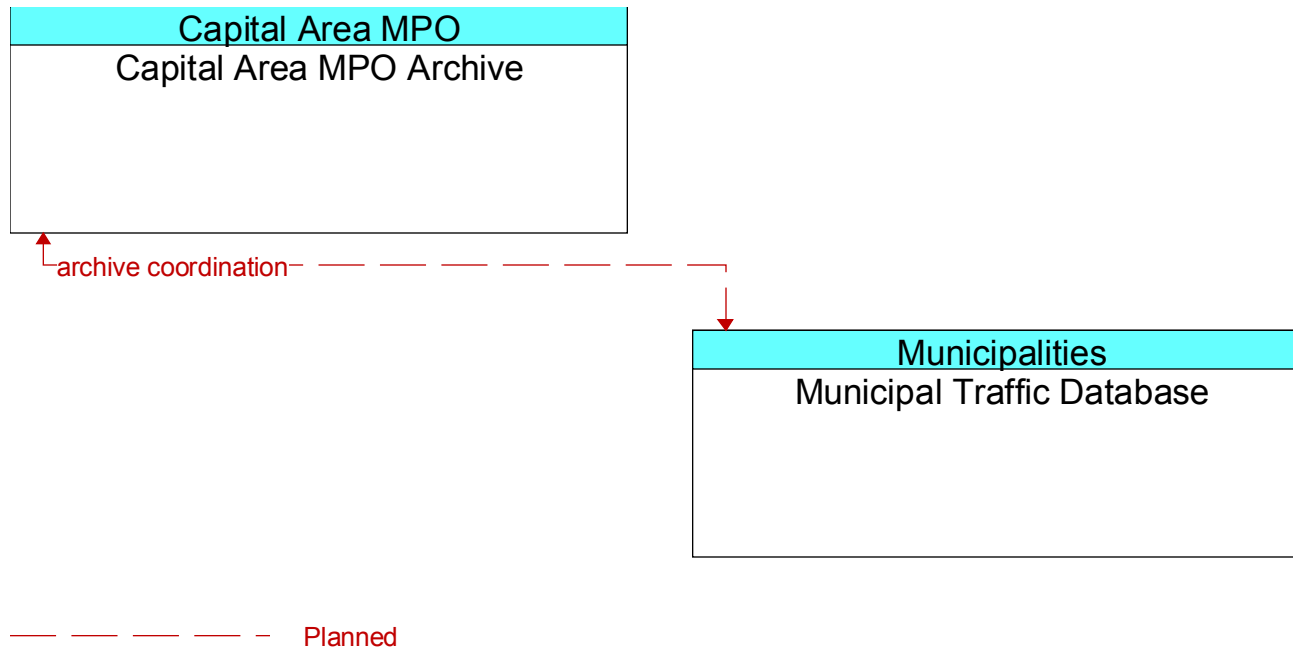 Capital Area MPO
Capital Area MPO Archive
archive coordination
Municipalities
Municipal Traffic Database
Planned